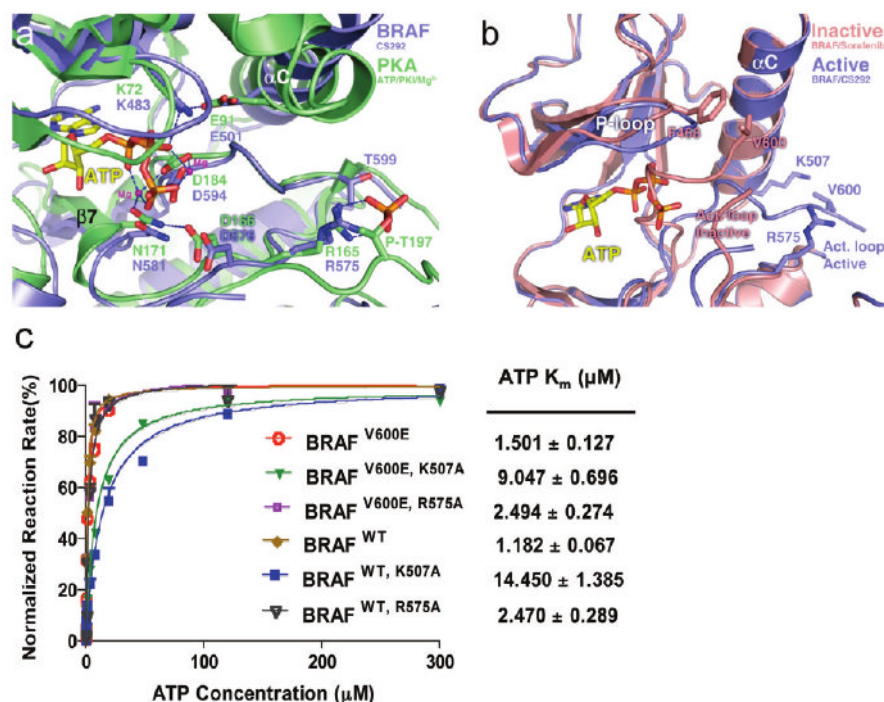 a
BRAF
CS292
PKA
ATP/PKI/Mg²⁺
αC
K72
K483
E91
E501
ATP
Mg
Mg
D184
D594
T599
β7
D166
D576
N171
N581
R165
R575
P-T197
b
Inactive
BRAF/Sorafenib
Active
BRAF/CS292
αC
P-loop
F468
V600
K507
V600
ATP
Act. loop
Inactive
R575
Act. loop
Active
c
Normalized Reaction Rate(%)
100
80
60
40
20
0
0
100
200
300
ATP Concentration (μM)
BRAF V600E
BRAF V600E, K507A
BRAF V600E, R575A
BRAF WT
BRAF WT, K507A
BRAF WT, R575A
ATP Km (μM)
1.501 ± 0.127
9.047 ± 0.696
2.494 ± 0.274
1.182 ± 0.067
14.450 ± 1.385
2.470 ± 0.289